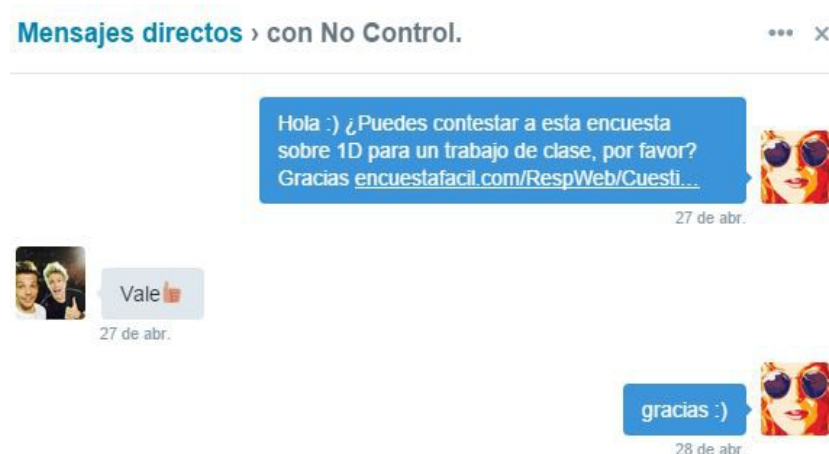 Mensajes directos › con No Control.
Hola :) ¿Puedes contestar a esta encuesta
sobre 1D para un trabajo de clase, por favor?
Gracias encuestafacil.com/RespWeb/Cuesti...
27 de abr.
Vale👍
27 de abr.
gracias :)
28 de abr.